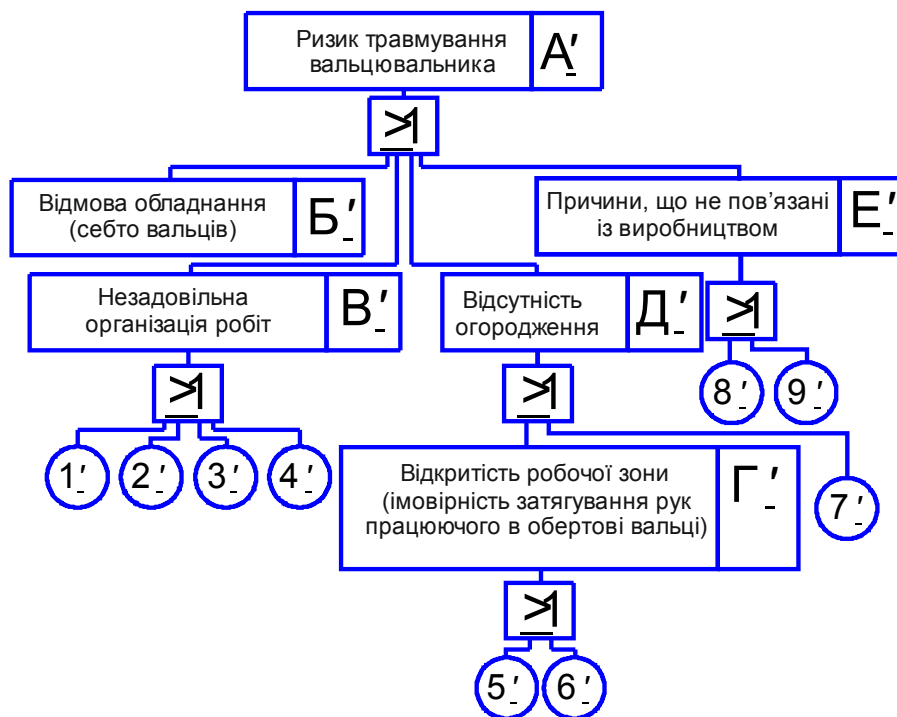 Ризик травмування
вальцювальника
А′
≥1
Відмова обладнання
(себто вальців)
Б′
Причини, що не пов’язані
із виробництвом
Е′
Незадовільна
організація робіт
В′
Відсутність
огородження
Д′
≥1
≥1
≥1
8′
9′
1′
2′
3′
4′
Відкритість робочої зони
(імовірність затягування рук
працюючого в обертові вальці)
Г′
7′
≥1
5′
6′